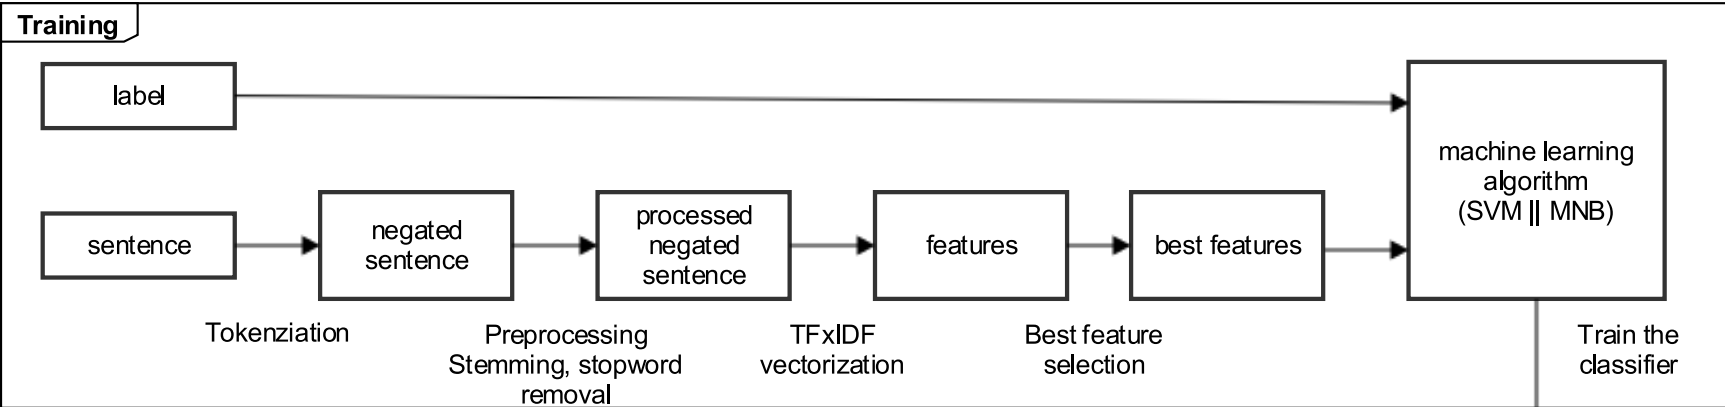 Training
label
machine learning
algorithm
(SVM || MNB)
sentence
negated
sentence
processed
negated
sentence
features
best features
Tokenziation
Preprocessing
Stemming, stopword
removal
TFxIDF
vectorization
Best feature
selection
Train the
classifier